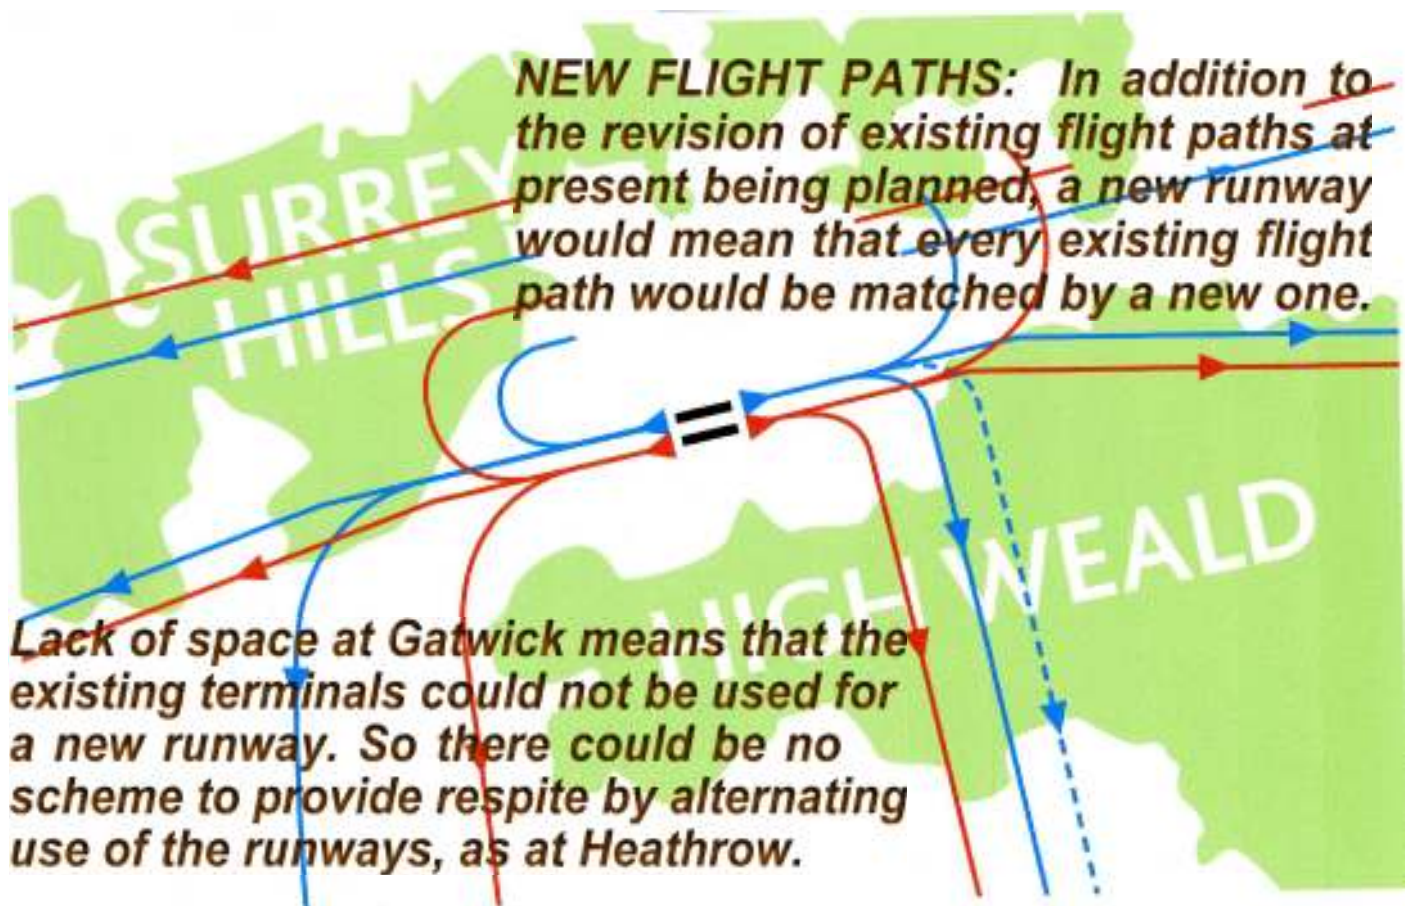 NEW FLIGHT PATHS: In addition to
the revision of existing flight paths at
present being planned, a new runway
would mean that every existing flight
path would be matched by a new one.
SURREY
HILLS
HIGH WEALD
Lack of space at Gatwick means that the
existing terminals could not be used for
a new runway. So there could be no
scheme to provide respite by alternating
use of the runways, as at Heathrow.